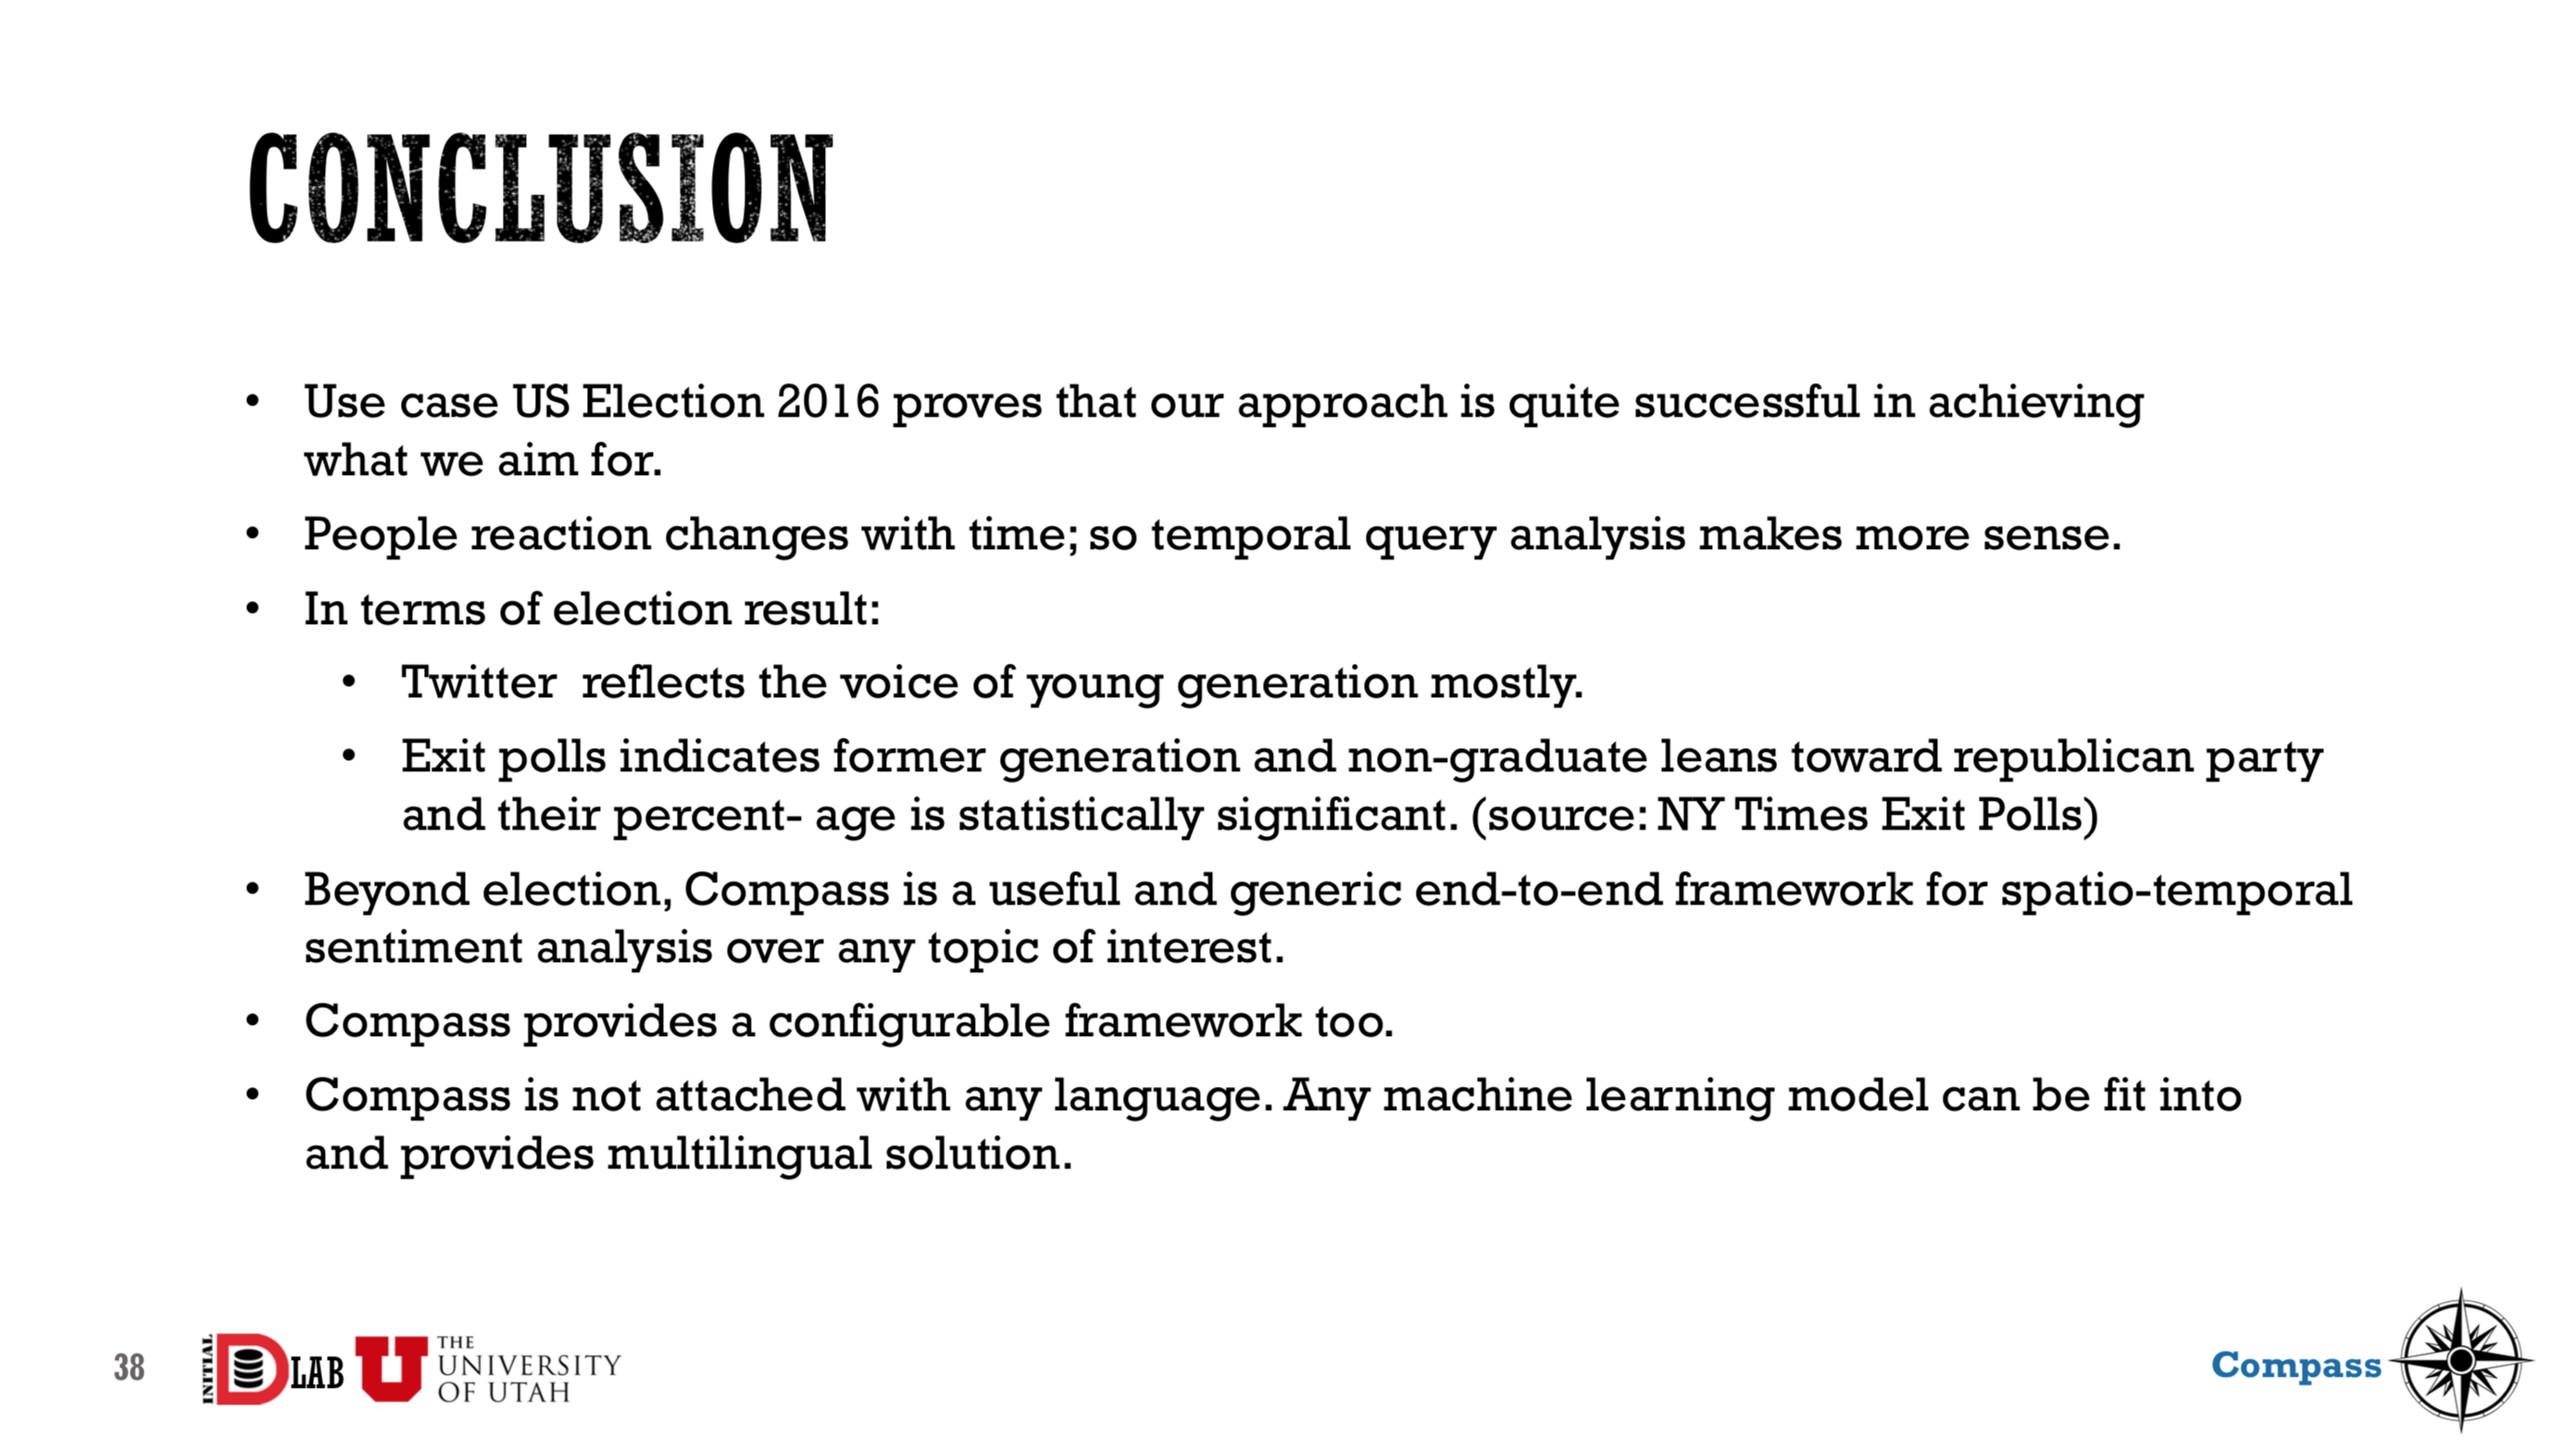 CONCLUSION
• Use case US Election 2016 proves that our approach is quite successful in achieving
what we aim for.
• People reaction changes with time; so temporal query analysis makes more sense.
• In terms of election result:
• Twitter  reflects the voice of young generation mostly.
• Exit polls indicates former generation and non-graduate leans toward republican party
and their percent- age is statistically significant. (source: NY Times Exit Polls)
• Beyond election, Compass is a useful and generic end-to-end framework for spatio-temporal
sentiment analysis over any topic of interest.
• Compass provides a configurable framework too.
• Compass is not attached with any language. Any machine learning model can be fit into
and provides multilingual solution.
38
INITIAL D LAB
U THE
UNIVERSITY
OF UTAH
Compass